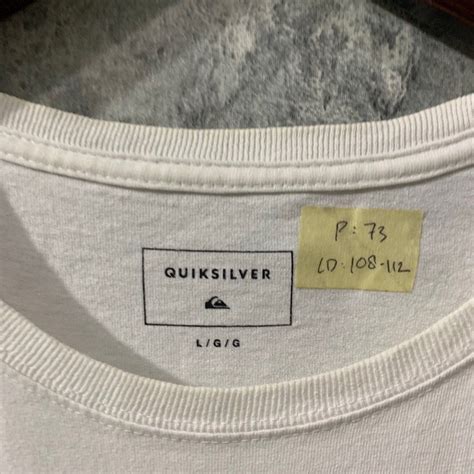 P: 73
LD: 108-112
QUIKSILVER
L/G/G